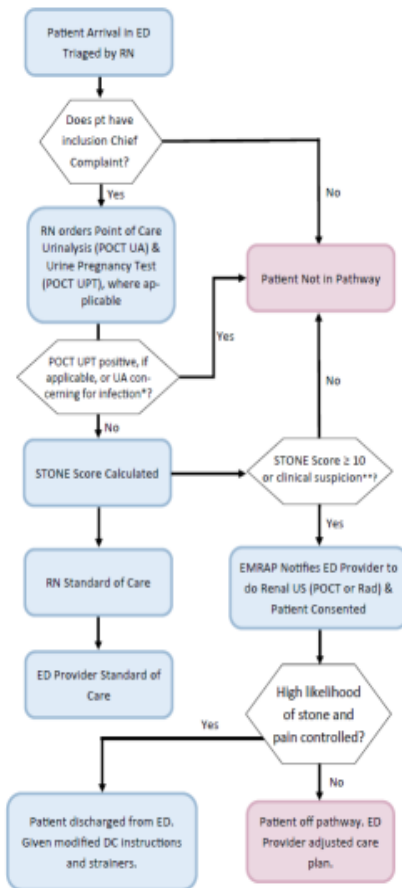 Patient Arrival in ED
Triaged by RN
Does pt have
inclusion Chief
Complaint?
No
Yes
RN orders Point of Care
Urinalysis (POCT UA) &
Urine Pregnancy Test
(POCT UPT), where ap-
plicable
Patient Not in Pathway
Yes
POCT UPT positive, if
applicable, or UA con-
cerning for infection*?
No
No
STONE Score Calculated
STONE Score ≥ 10
or clinical suspicion**?
Yes
RN Standard of Care
EMRAP Notifies ED Provider to
do Renal US (POCT or Rad) &
Patient Consented
ED Provider Standard of
Care
High likelihood
of stone and
pain controlled?
Yes
No
Patient discharged from ED.
Given modified DC instructions
and strainers.
Patient off pathway. ED
Provider adjusted care
plan.